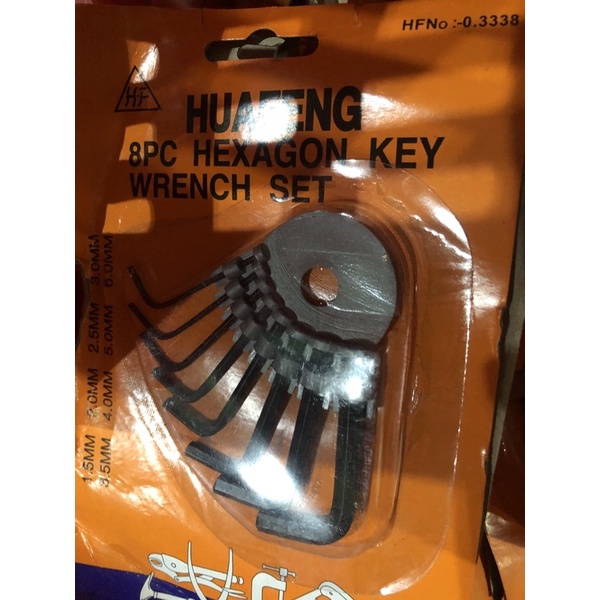 HFNo :-0.3338
HF
HUAFENG
8PC HEXAGON KEY
WRENCH SET
1.5MM 2.0MM 2.5MM 3.0MM
3.5MM 4.0MM 5.0MM 6.0MM